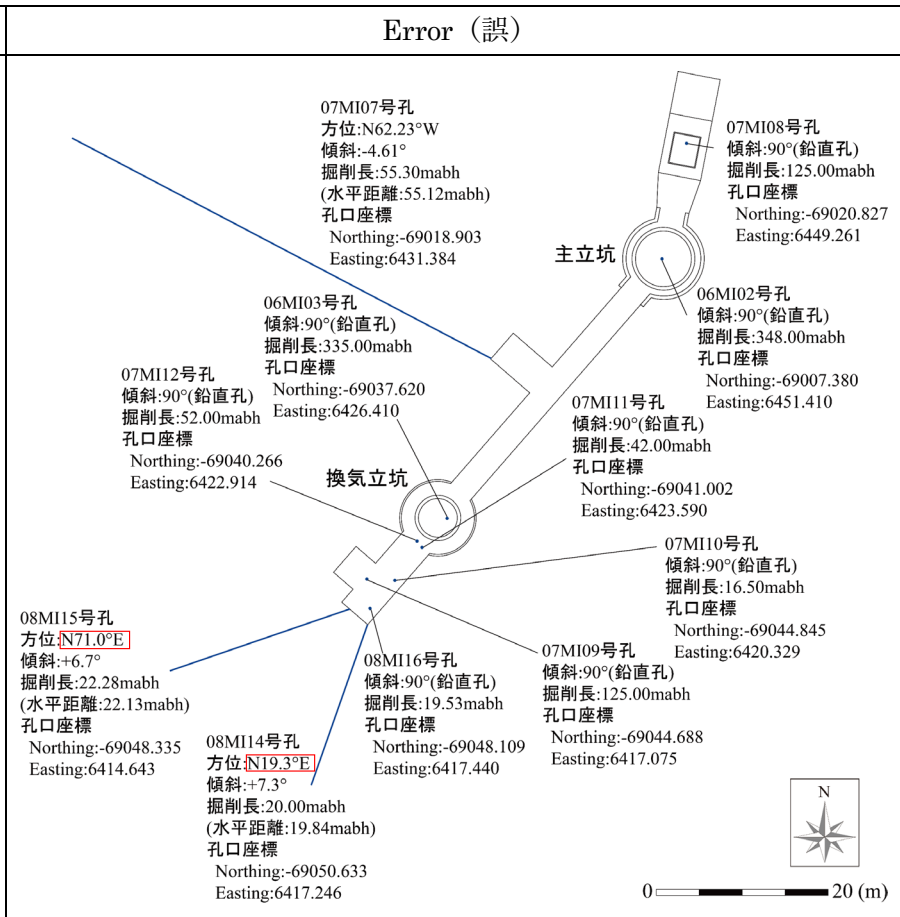 Error（誤）
07MI07号孔
方位:N62.23°W
傾斜:-4.61°
掘削長:55.30mabh
(水平距離:55.12mabh)
孔口座標
Northing:-69018.903
Easting:6431.384
07MI08号孔
傾斜:90°(鉛直孔)
掘削長:125.00mabh
孔口座標
Northing:-69020.827
Easting:6449.261
主立坑
06MI02号孔
傾斜:90°(鉛直孔)
掘削長:348.00mabh
孔口座標
Northing:-69007.380
Easting:6451.410
06MI03号孔
傾斜:90°(鉛直孔)
掘削長:335.00mabh
孔口座標
Northing:-69037.620
Easting:6426.410
07MI12号孔
傾斜:90°(鉛直孔)
掘削長:52.00mabh
孔口座標
Northing:-69040.266
Easting:6422.914
07MI11号孔
傾斜:90°(鉛直孔)
掘削長:42.00mabh
孔口座標
Northing:-69041.002
Easting:6423.590
換気立坑
07MI10号孔
傾斜:90°(鉛直孔)
掘削長:16.50mabh
孔口座標
Northing:-69044.845
Easting:6420.329
08MI15号孔
方位:N71.0°E
傾斜:+6.7°
掘削長:22.28mabh
(水平距離:22.13mabh)
孔口座標
Northing:-69048.335
Easting:6414.643
08MI14号孔
方位:N19.3°E
傾斜:+7.3°
掘削長:20.00mabh
(水平距離:19.84mabh)
孔口座標
Northing:-69050.633
Easting:6417.246
08MI16号孔
傾斜:90°(鉛直孔)
掘削長:19.53mabh
孔口座標
Northing:-69048.109
Easting:6417.440
07MI09号孔
傾斜:90°(鉛直孔)
掘削長:125.00mabh
孔口座標
Northing:-69044.688
Easting:6417.075
N
0 20 (m)